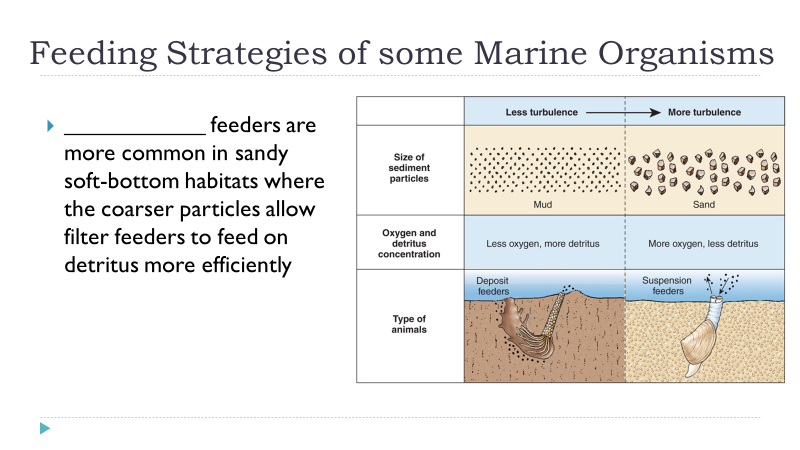 Feeding Strategies of some Marine Organisms
____________ feeders are
more common in sandy
soft-bottom habitats where
the coarser particles allow
filter feeders to feed on
detritus more efficiently
Less turbulence
More turbulence
Size of
sediment
particles
Mud
Sand
Oxygen and
detritus
concentration
Less oxygen, more detritus
More oxygen, less detritus
Type of
animals
Deposit
feeders
Suspension
feeders